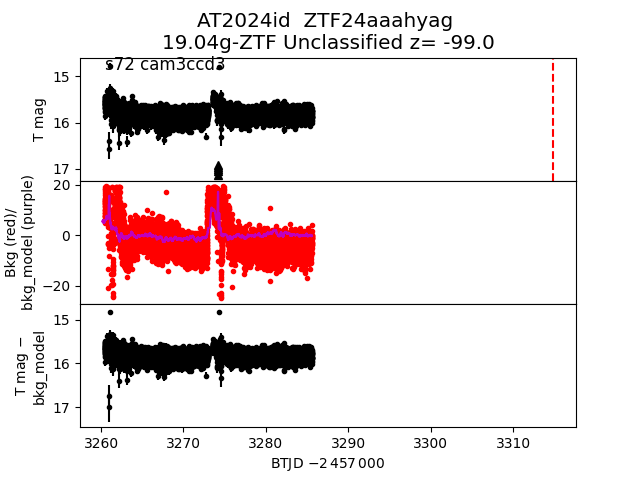 AT2024id  ZTF24aaahyag
19.04g-ZTF Unclassified z= -99.0
s72 cam3ccd3
15
16
17
T mag
20
0
−20
Bkg (red)/
bkg_model (purple)
15
16
17
T mag −
bkg_model
3260 3270 3280 3290 3300 3310
BTJD −2 457 000